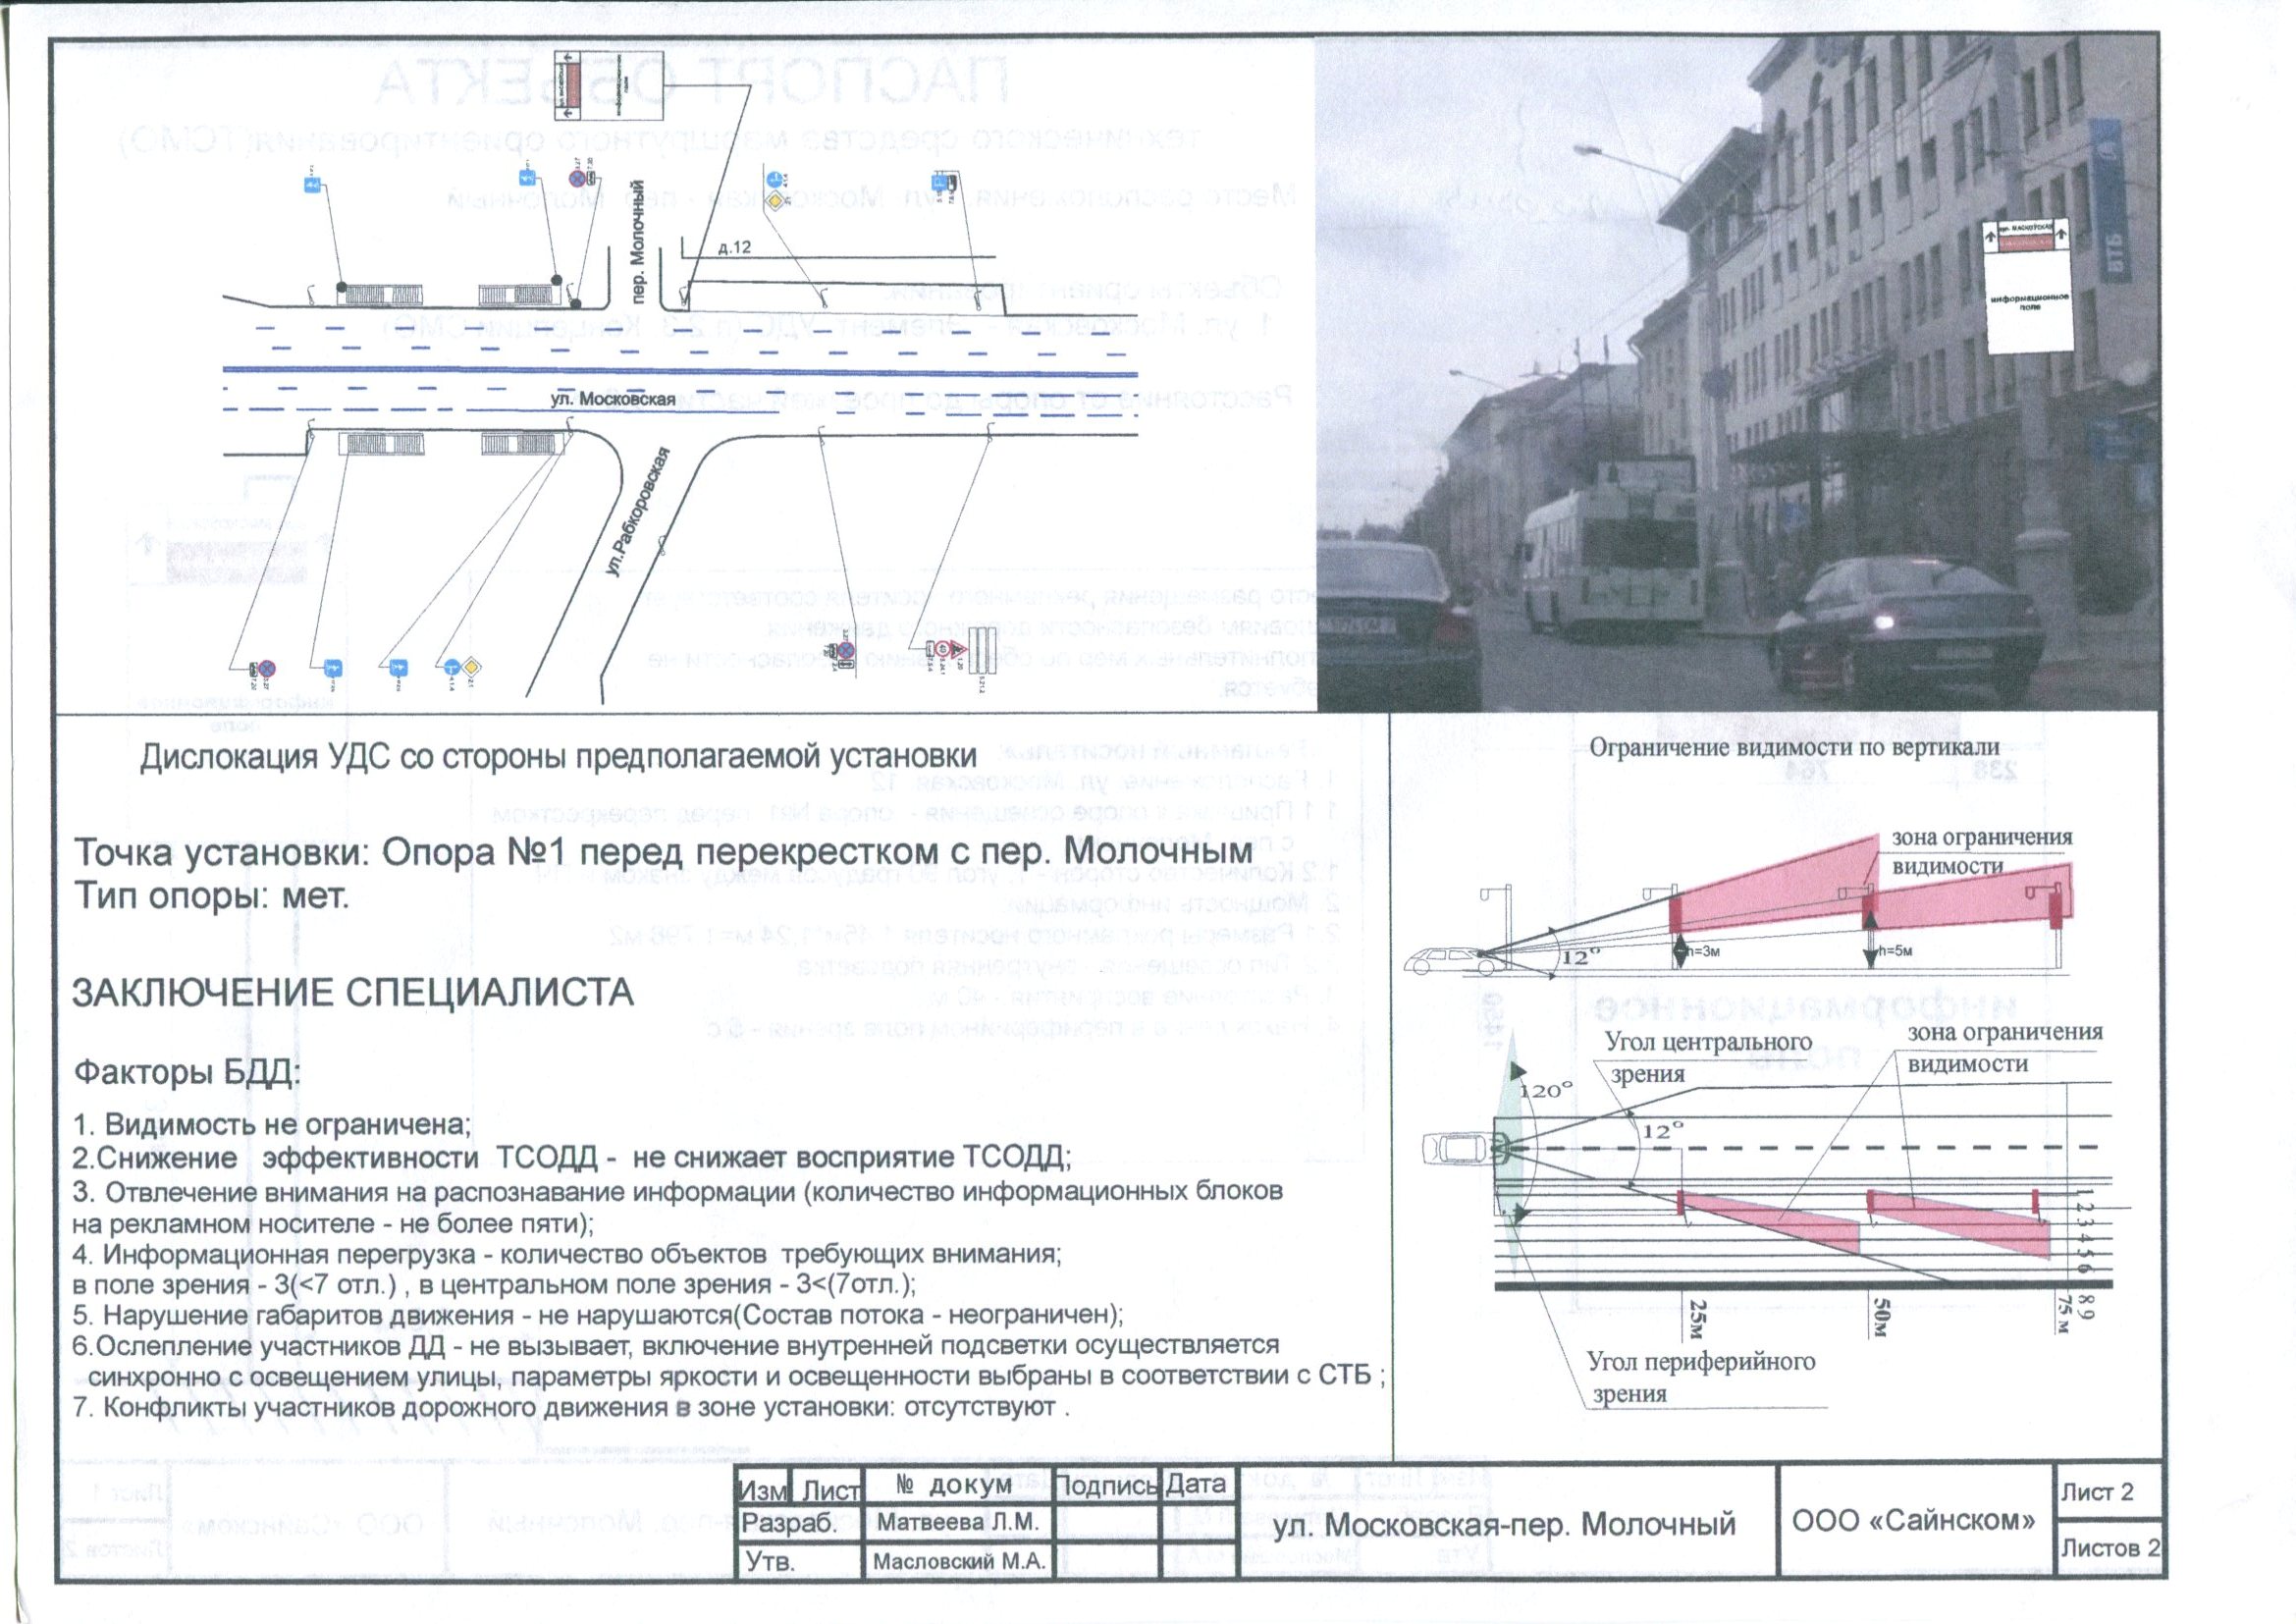 пер. Молочный
д.12
ул. Московская
ул.Рабкоровская
ул. МАСКОЎСКАЯ
информационное
поле
ВТБ
Дислокация УДС со стороны предполагаемой установки
Точка установки: Опора №1 перед перекрестком с пер. Молочным
Тип опоры: мет.
ЗАКЛЮЧЕНИЕ СПЕЦИАЛИСТА
Факторы БДД:
1. Видимость не ограничена;
2.Снижение эффективности ТСОДД - не снижает восприятие ТСОДД;
3. Отвлечение внимания на распознавание информации (количество информационных блоков
на рекламном носителе - не более пяти);
4. Информационная перегрузка - количество объектов требующих внимания;
в поле зрения - 3(<7 отл.) , в центральном поле зрения - 3<(7отл.);
5. Нарушение габаритов движения - не нарушаются(Состав потока - неограничен);
6.Ослепление участников ДД - не вызывает, включение внутренней подсветки осуществляется
синхронно с освещением улицы, параметры яркости и освещенности выбраны в соответствии с СТБ ;
7. Конфликты участников дорожного движения в зоне установки: отсутствуют .
Ограничение видимости по вертикали
зона ограничения
видимости
12°
h=3м
h=5м
Угол центрального
зрения
зона ограничения
видимости
120°
12°
1 2 3 4 5 6 8 9
25м
50м
75 м
Угол периферийного
зрения
Изм Лист № докум Подпись Дата
Разраб. Матвеева Л.М.
Утв. Масловский М.А.
ул. Московская-пер. Молочный
ООО «Сайнском»
Лист 2
Листов 2